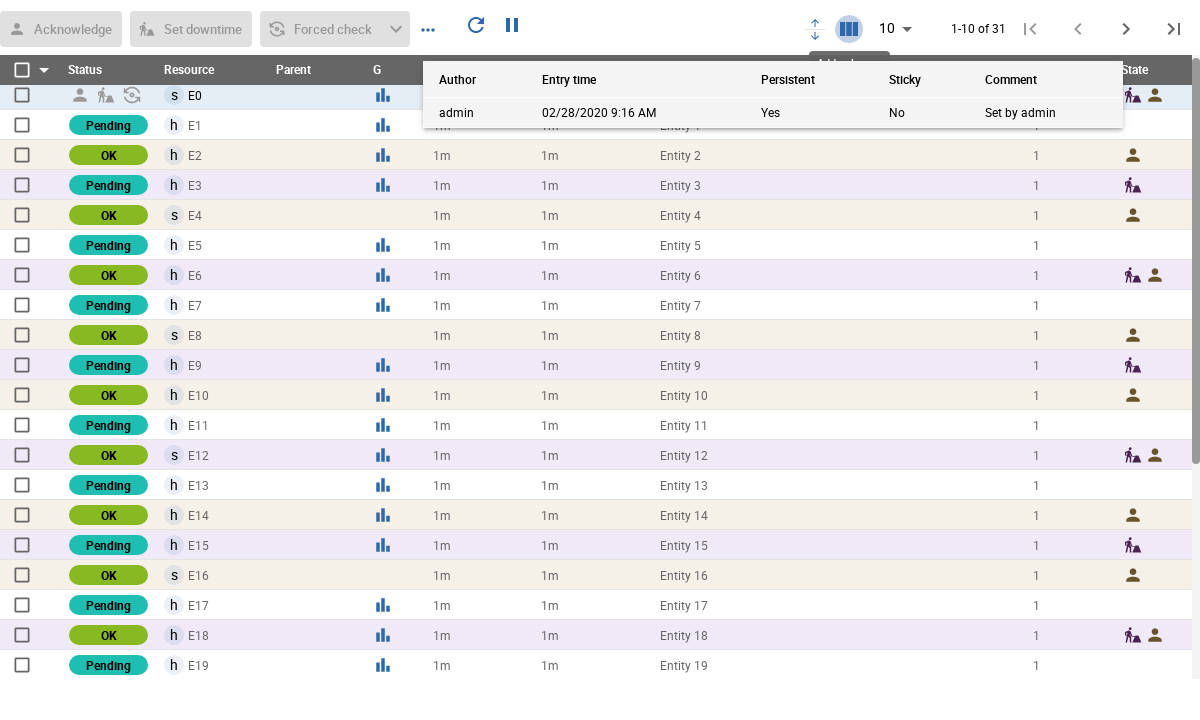 Acknowledge Set downtime Forced check 10 1-10 of 31
Status Resource Parent G State
Author Entry time Persistent Sticky Comment
admin 02/28/2020 9:16 AM Yes No Set by admin
s E0
Pending h E1
OK h E2 1m 1m Entity 2 1
Pending h E3 1m 1m Entity 3 1
OK s E4 1m 1m Entity 4 1
Pending h E5 1m 1m Entity 5 1
OK h E6 1m 1m Entity 6 1
Pending h E7 1m 1m Entity 7 1
OK s E8 1m 1m Entity 8 1
Pending h E9 1m 1m Entity 9 1
OK h E10 1m 1m Entity 10 1
Pending h E11 1m 1m Entity 11 1
OK s E12 1m 1m Entity 12 1
Pending h E13 1m 1m Entity 13 1
OK h E14 1m 1m Entity 14 1
Pending h E15 1m 1m Entity 15 1
OK s E16 1m 1m Entity 16 1
Pending h E17 1m 1m Entity 17 1
OK h E18 1m 1m Entity 18 1
Pending h E19 1m 1m Entity 19 1